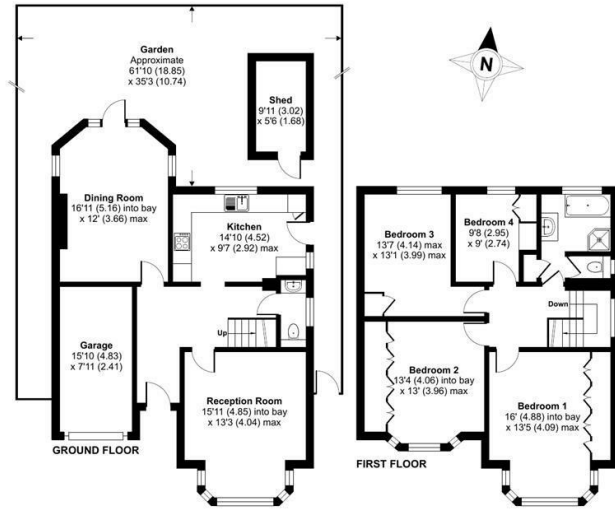 Garden
Approximate
61'10 (18.85)
x 35'3 (10.74)
Shed
9'11 (3.02)
x 5'6 (1.68)
N
Dining Room
16'11 (5.16) into bay
x 12' (3.66) max
Kitchen
14'10 (4.52)
x 9'7 (2.92) max
Up
Garage
15'10 (4.83)
x 7'11 (2.41)
Reception Room
15'11 (4.85) into bay
x 13'3 (4.04) max
GROUND FLOOR
Bedroom 3
13'7 (4.14) max
x 13'1 (3.99) max
Bedroom 4
9'8 (2.95)
x 9' (2.74)
Down
Bedroom 2
13'4 (4.06) into bay
x 13' (3.96) max
Bedroom 1
16' (4.88) into bay
x 13'5 (4.09) max
FIRST FLOOR